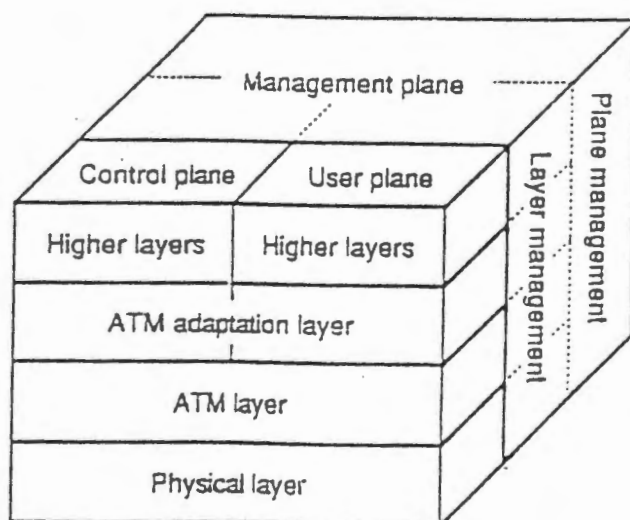 Management plane
Control plane
User plane
Higher layers
Higher layers
ATM adaptation layer
ATM layer
Physical layer
Layer management
Plane management